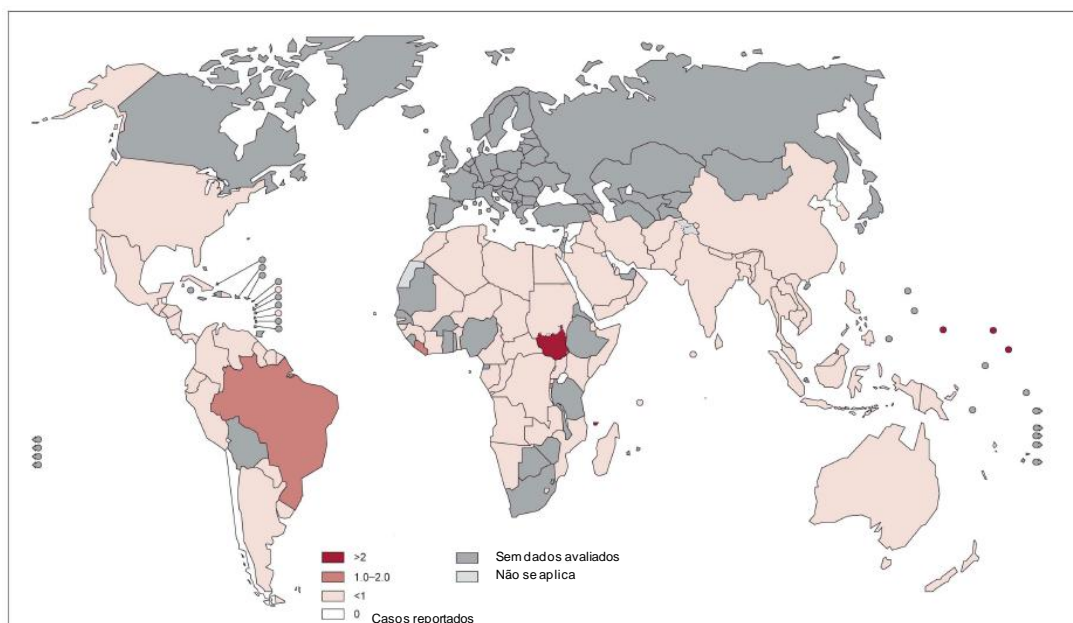 >2
1.0–2.0
<1
0 Casos reportados
Sem dados avaliados
Não se aplica